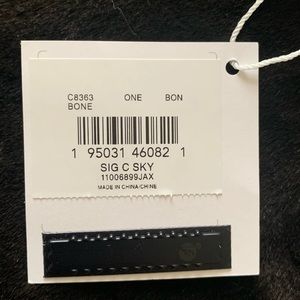 C8363 ONE BON
BONE
1 95031 46082 1
SIG C SKY
11006899JAX
MADE IN CHINA/CHINE